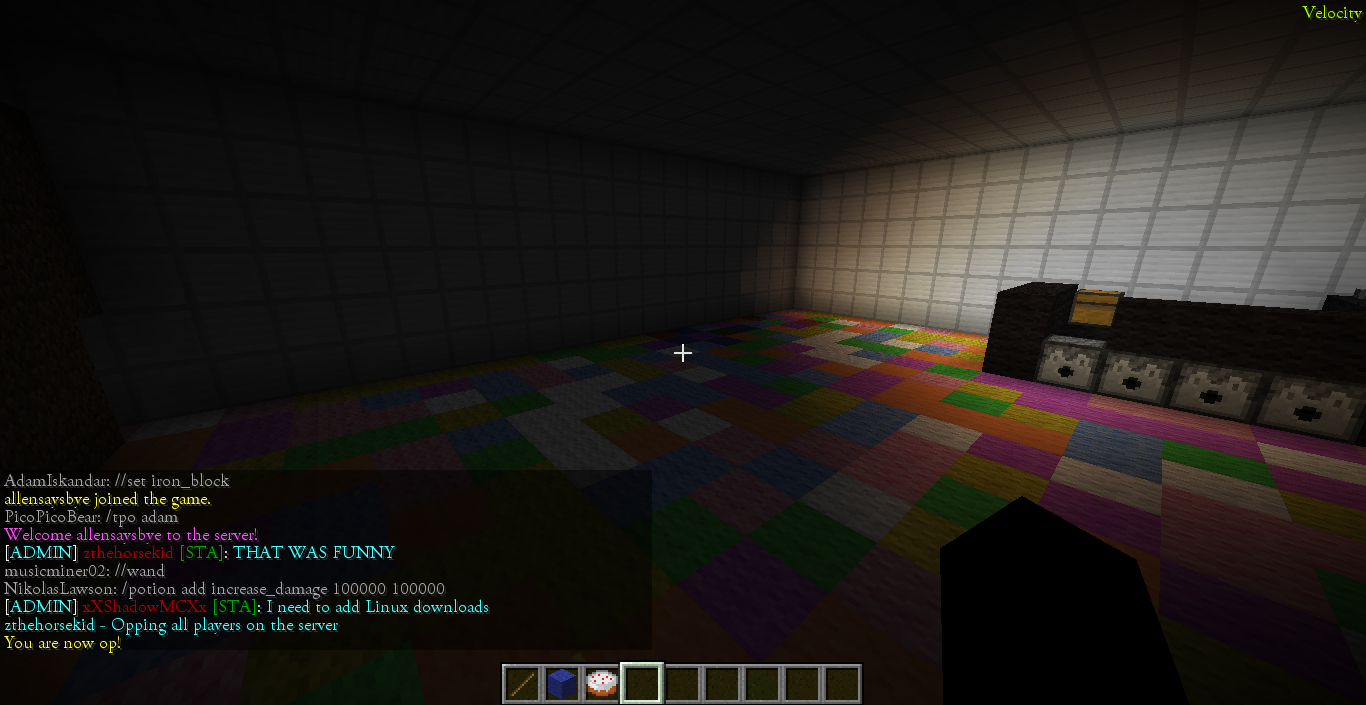 Velocity
AdamIskandar: //set iron_block
allensaysbye joined the game.
PicoPicoBear: /tpo adam
Welcome allensaysbye to the server!
[ADMIN] zthehorsekid [STA]: THAT WAS FUNNY
musicminer02: //wand
NikolasLawson: /potion add increase_damage 100000 100000
[ADMIN] xXShadowMCXx [STA]: I need to add Linux downloads
zthehorsekid - Opping all players on the server
You are now op!